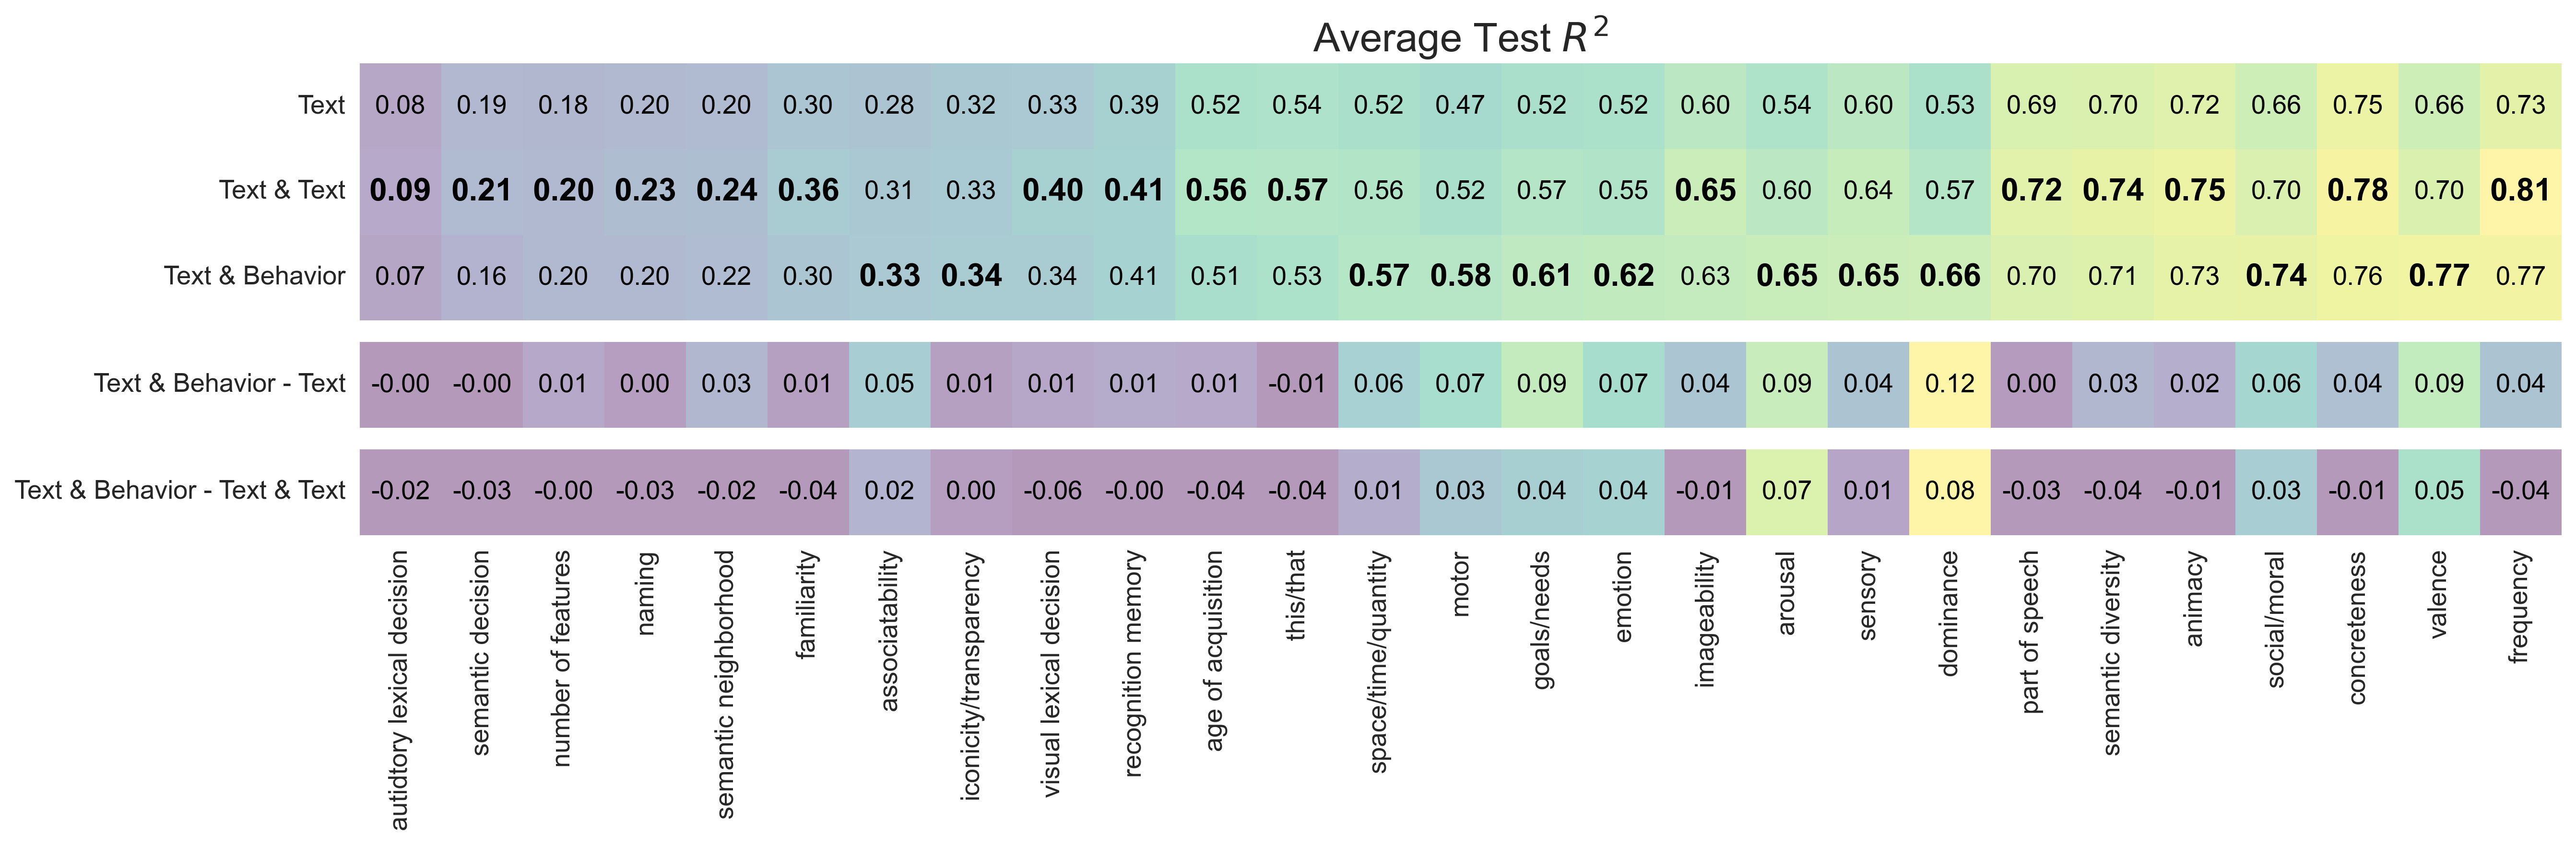 Average Test R²
Text 0.08 0.19 0.18 0.20 0.20 0.30 0.28 0.32 0.33 0.39 0.52 0.54 0.52 0.47 0.52 0.52 0.60 0.54 0.60 0.53 0.69 0.70 0.72 0.66 0.75 0.66 0.73
Text & Text 0.09 0.21 0.20 0.23 0.24 0.36 0.31 0.33 0.40 0.41 0.56 0.57 0.56 0.52 0.57 0.55 0.65 0.60 0.64 0.57 0.72 0.74 0.75 0.70 0.78 0.70 0.81
Text & Behavior 0.07 0.16 0.20 0.20 0.22 0.30 0.33 0.34 0.34 0.41 0.51 0.53 0.57 0.58 0.61 0.62 0.63 0.65 0.65 0.66 0.70 0.71 0.73 0.74 0.76 0.77 0.77
Text & Behavior - Text -0.00 -0.00 0.01 0.00 0.03 0.01 0.05 0.01 0.01 0.01 0.01 -0.01 0.06 0.07 0.09 0.07 0.04 0.09 0.04 0.12 0.00 0.03 0.02 0.06 0.04 0.09 0.04
Text & Behavior - Text & Text -0.02 -0.03 -0.00 -0.03 -0.02 -0.04 0.02 0.00 -0.06 -0.00 -0.04 -0.04 0.01 0.03 0.04 0.04 -0.01 0.07 0.01 0.08 -0.03 -0.04 -0.01 0.03 -0.01 0.05 -0.04
autidtory lexical decision
semantic decision
number of features
naming
semantic neighborhood
familiarity
associatability
iconicity/transparency
visual lexical decision
recognition memory
age of acquisition
this/that
space/time/quantity
motor
goals/needs
emotion
imageability
arousal
sensory
dominance
part of speech
semantic diversity
animacy
social/moral
concreteness
valence
frequency